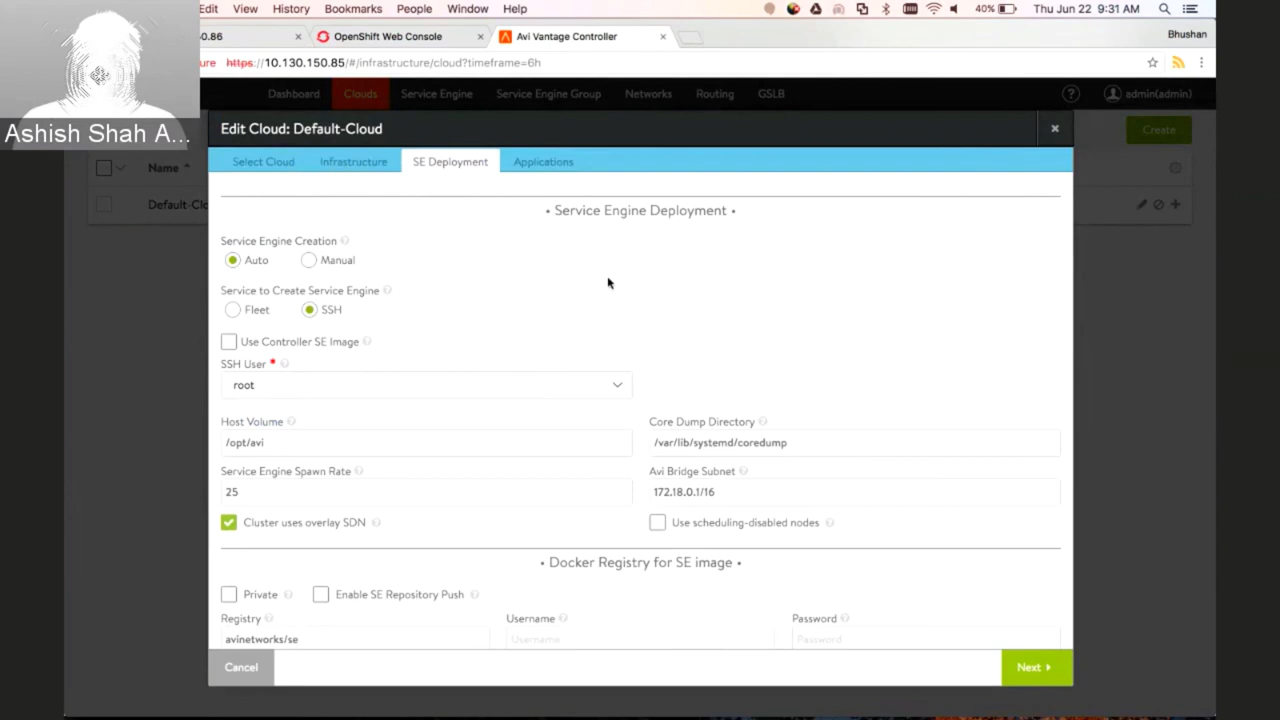 Edit View History Bookmarks People Window Help 40% Thu Jun 22 9:31 AM
50.86 OpenShift Web Console Avi Vantage Controller Bhushan
ure https://10.130.150.85/#/infrastructure/cloud?timeframe=6h
Dashboard Clouds Service Engine Service Engine Group Networks Routing GSLB ? admin(admin)
Ashish Shah A...
Edit Cloud: Default-Cloud
Create
Select Cloud Infrastructure SE Deployment Applications
Name
Default-Clo
• Service Engine Deployment •
Service Engine Creation
Auto Manual
Service to Create Service Engine
Fleet SSH
Use Controller SE Image
SSH User *
root
Host Volume Core Dump Directory
/opt/avi /var/lib/systemd/coredump
Service Engine Spawn Rate Avi Bridge Subnet
25 172.18.0.1/16
Cluster uses overlay SDN Use scheduling-disabled nodes
• Docker Registry for SE image •
Private Enable SE Repository Push
Registry Username Password
avinetworks/se Username Password
Cancel Next